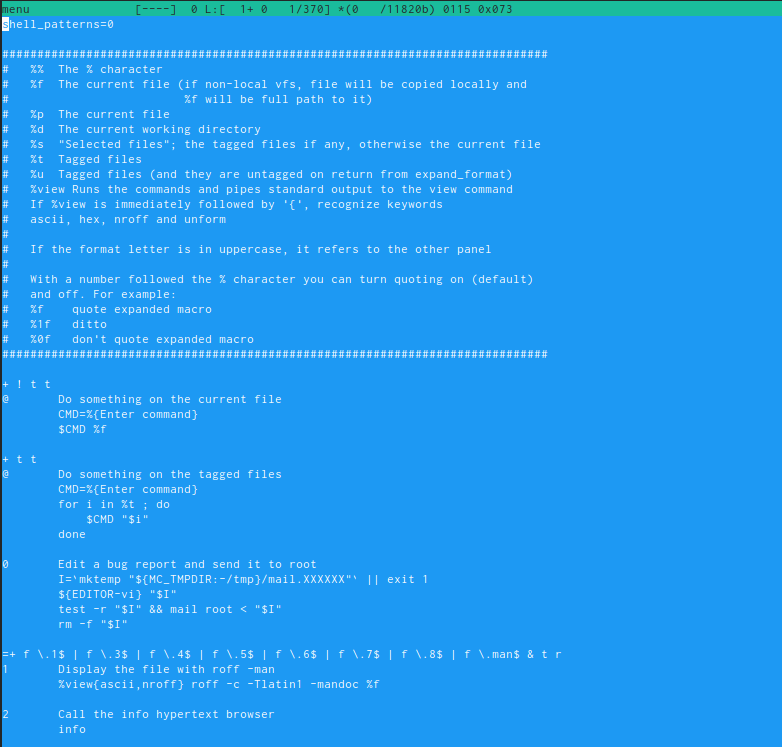 menu               [----]  0 L:[  1+ 0   1/370] *(0   /11820b) 0115 0x073
shell_patterns=0
##############################################################################
#   %%  The % character
#   %f  The current file (if non-local vfs, file will be copied locally and
#                         %f will be full path to it)
#   %p  The current file
#   %d  The current working directory
#   %s  "Selected files"; the tagged files if any, otherwise the current file
#   %t  Tagged files
#   %u  Tagged files (and they are untagged on return from expand_format)
#   %view Runs the commands and pipes standard output to the view command
#   If %view is immediately followed by '{', recognize keywords
#   ascii, hex, nroff and unform
#
#   If the format letter is in uppercase, it refers to the other panel
#
#   With a number followed the % character you can turn quoting on (default)
#   and off. For example:
#   %f    quote expanded macro
#   %1f   ditto
#   %0f   don't quote expanded macro
##############################################################################
+ ! t t
@       Do something on the current file
        CMD=%{Enter command}
        $CMD %f
+ t t
@       Do something on the tagged files
        CMD=%{Enter command}
        for i in %t ; do
            $CMD "$i"
        done
0       Edit a bug report and send it to root
        I=`mktemp "${MC_TMPDIR:-/tmp}/mail.XXXXXX"` || exit 1
        ${EDITOR-vi} "$I"
        test -r "$I" && mail root < "$I"
        rm -f "$I"
=+ f \.1$ | f \.3$ | f \.4$ | f \.5$ | f \.6$ | f \.7$ | f \.8$ | f \.man$ & t r
1       Display the file with roff -man
        %view{ascii,nroff} roff -c -Tlatin1 -mandoc %f
2       Call the info hypertext browser
        info